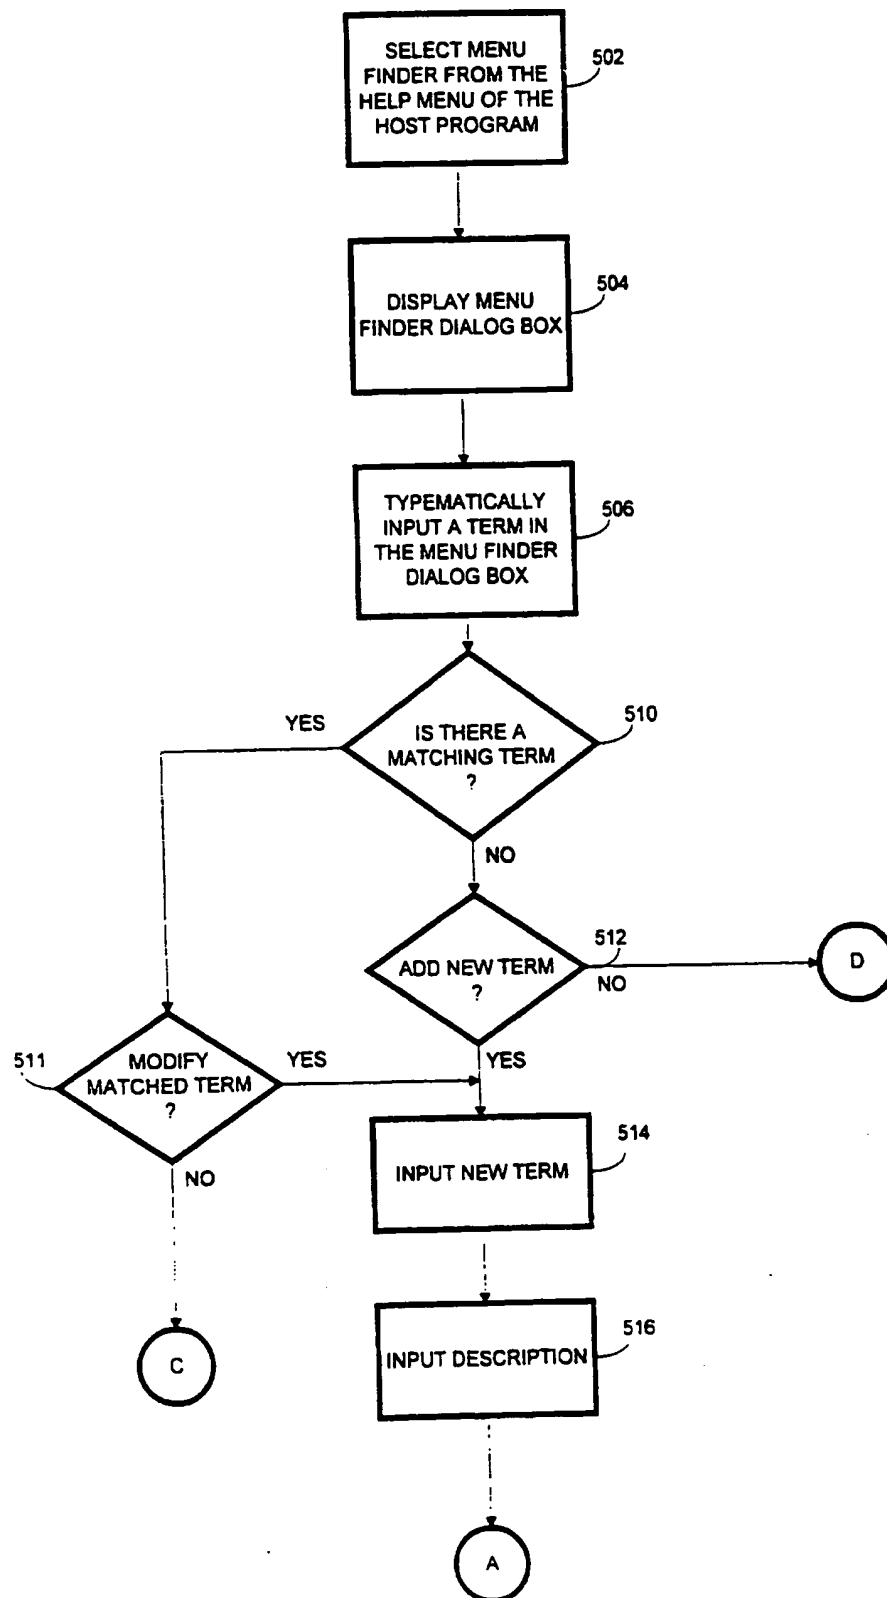 SELECT MENU
FINDER FROM THE
HELP MENU OF THE
HOST PROGRAM
502
DISPLAY MENU
FINDER DIALOG BOX
504
TYPEMATICALLY
INPUT A TERM IN
THE MENU FINDER
DIALOG BOX
506
YES
IS THERE A
MATCHING TERM
?
510
NO
ADD NEW TERM
?
512
NO
D
511
MODIFY
MATCHED TERM
?
YES
YES
NO
INPUT NEW TERM
514
C
INPUT DESCRIPTION
516
A